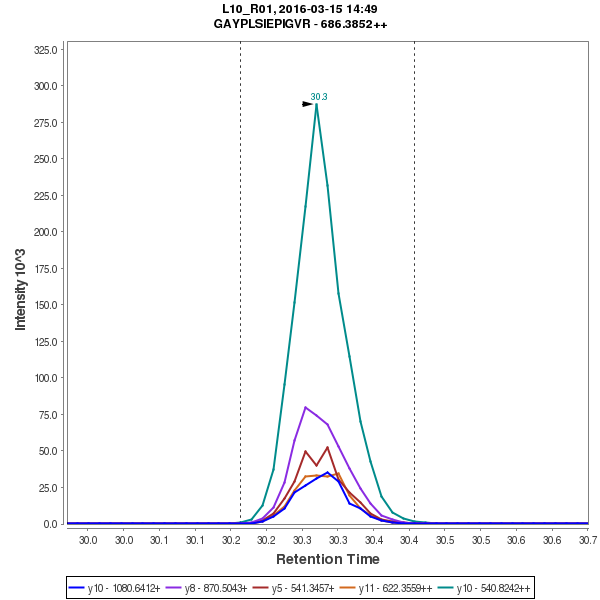 L10_R01, 2016-03-15 14:49
GAYPLSIEPIGVR - 686.3852++
325.0
300.0
275.0
250.0
225.0
200.0
175.0
150.0
125.0
100.0
75.0
50.0
25.0
0.0
Intensity 10^3
30.3
30.0 30.0 30.1 30.1 30.2 30.2 30.3 30.3 30.4 30.4 30.5 30.5 30.6 30.6 30.7
Retention Time
y10 - 1080.6412+ y8 - 870.5043+ y5 - 541.3457+ y11 - 622.3559++ y10 - 540.8242++